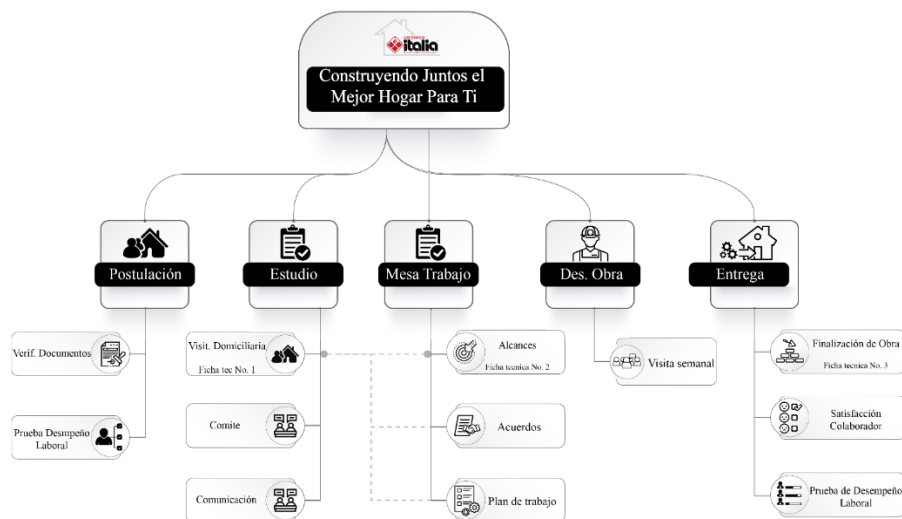 italia
Construyendo Juntos el
Mejor Hogar Para Ti
Postulación
Estudio
Mesa Trabajo
Des. Obra
Entrega
Verif. Documentos
Prueba Desmpeño
Laboral
Visit. Domiciliaria
Ficha tec No. 1
Comite
Comunicación
Alcances
Ficha tecnica No. 2
Acuerdos
Plan de trabajo
Visita semanal
Finalización de Obra
Ficha tecnica No. 3
Satisfacción
Colaborador
Prueba de Desempeño
Laboral